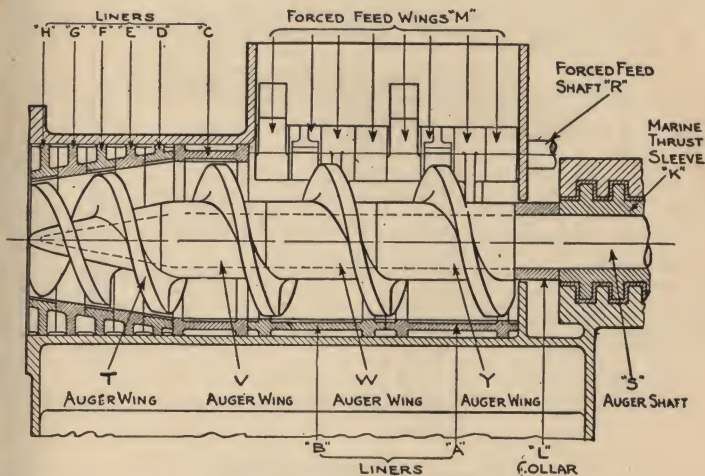 LINERS
"H" "G" "F" "E" "D" "C
FORCED FEED WINGS "M"
FORCED FEED
SHAFT "R"
MARINE
THRUST
SLEEVE
"K"
T V W Y "S"
AUGER WING AUGER WING AUGER WING AUGER WING AUGER SHAFT
"B" "A" "L"
LINERS COLLAR